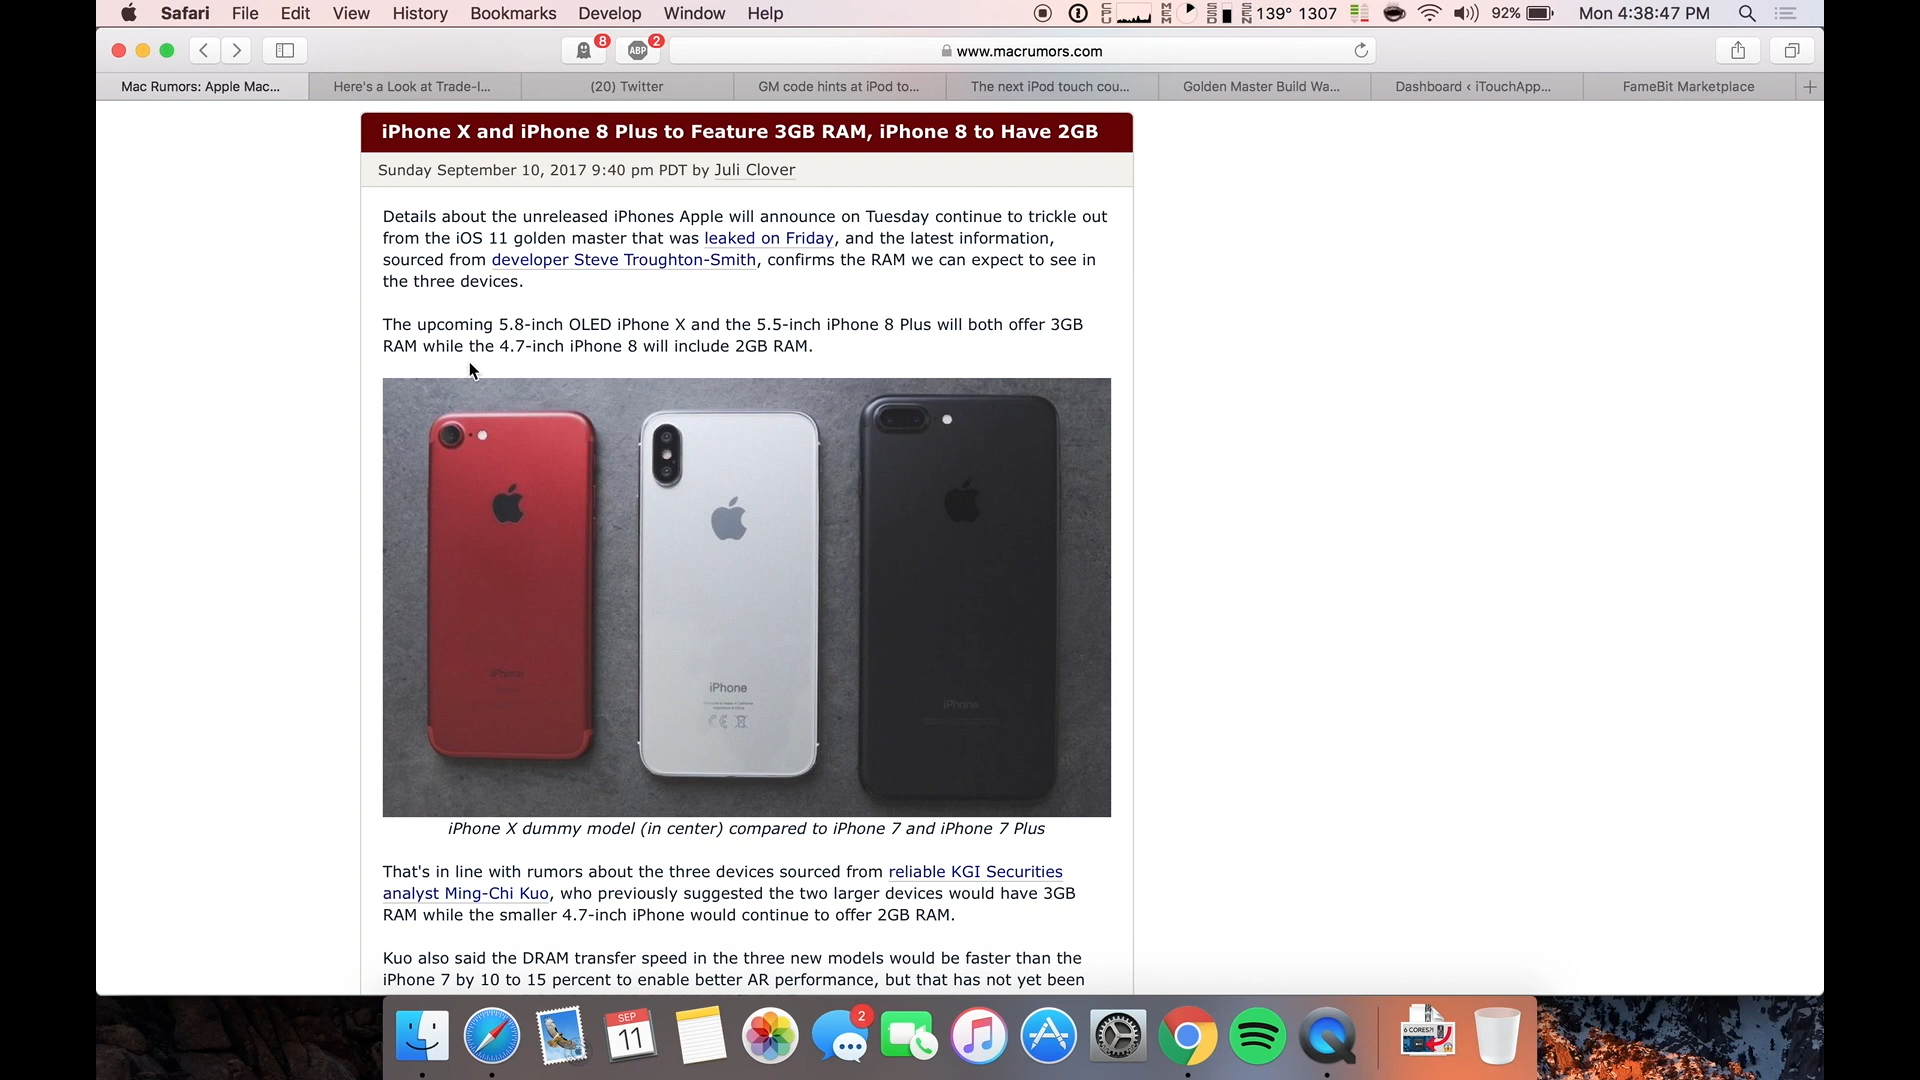 Safari File Edit View History Bookmarks Develop Window Help
139° 1307 92% Mon 4:38:47 PM
8 ABP 2 www.macrumors.com
Mac Rumors: Apple Mac... Here's a Look at Trade-I... (20) Twitter GM code hints at iPod to... The next iPod touch cou... Golden Master Build Wa... Dashboard ‹ iTouchApp... FameBit Marketplace
iPhone X and iPhone 8 Plus to Feature 3GB RAM, iPhone 8 to Have 2GB
Sunday September 10, 2017 9:40 pm PDT by Juli Clover
Details about the unreleased iPhones Apple will announce on Tuesday continue to trickle out
from the iOS 11 golden master that was leaked on Friday, and the latest information,
sourced from developer Steve Troughton-Smith, confirms the RAM we can expect to see in
the three devices.
The upcoming 5.8-inch OLED iPhone X and the 5.5-inch iPhone 8 Plus will both offer 3GB
RAM while the 4.7-inch iPhone 8 will include 2GB RAM.
iPhone
iPhone
iPhone
iPhone X dummy model (in center) compared to iPhone 7 and iPhone 7 Plus
That's in line with rumors about the three devices sourced from reliable KGI Securities
analyst Ming-Chi Kuo, who previously suggested the two larger devices would have 3GB
RAM while the smaller 4.7-inch iPhone would continue to offer 2GB RAM.
Kuo also said the DRAM transfer speed in the three new models would be faster than the
iPhone 7 by 10 to 15 percent to enable better AR performance, but that has not yet been
SEP
11
2
6 CORES?!